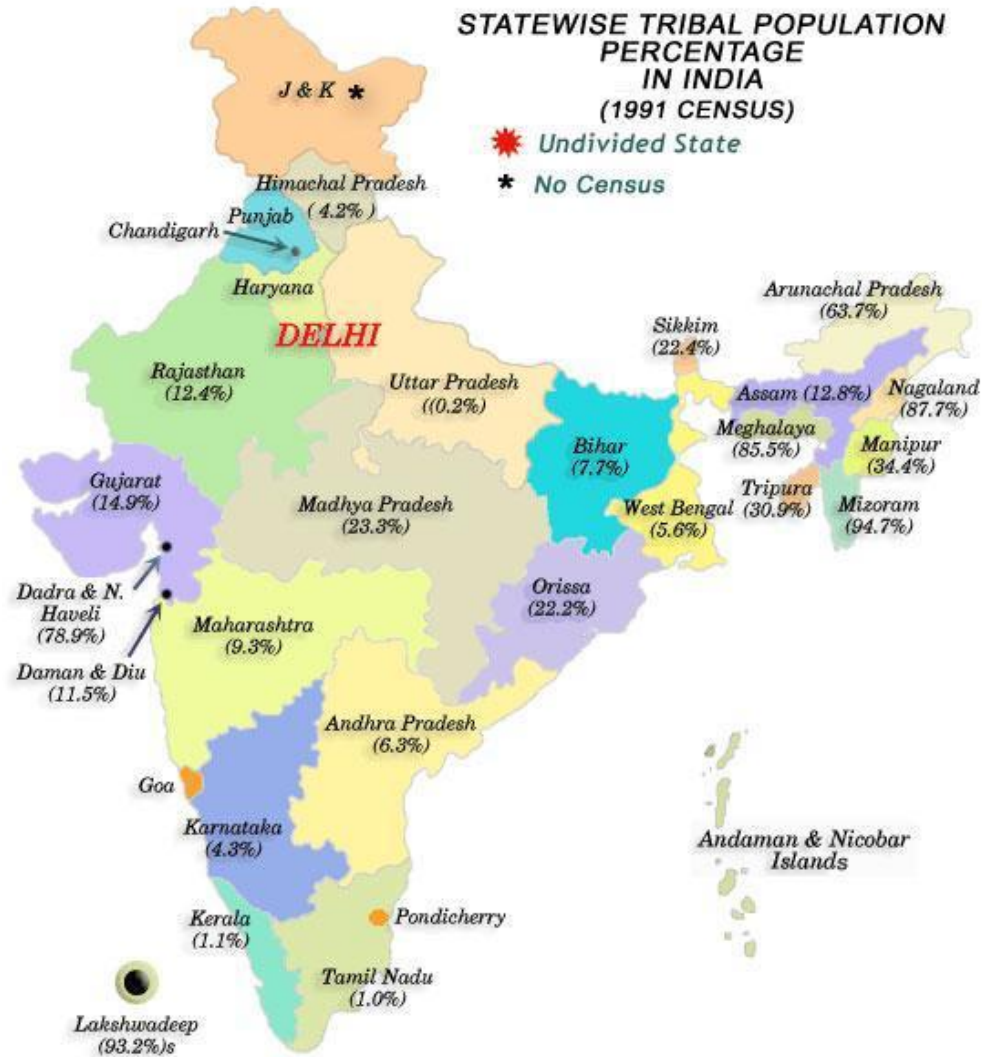 STATEWISE TRIBAL POPULATION
PERCENTAGE
IN INDIA
(1991 CENSUS)
Undivided State
* No Census
J & K *
Himachal Pradesh
( 4.2% )
Punjab
Chandigarh
Haryana
DELHI
Rajasthan
(12.4%)
Uttar Pradesh
((0.2%)
Sikkim
(22.4%)
Arunachal Pradesh
(63.7%)
Assam (12.8%)
Nagaland
(87.7%)
Meghalaya
(85.5%)
Manipur
(34.4%)
Tripura
(30.9%)
Mizoram
(94.7%)
Bihar
(7.7%)
West Bengal
(5.6%)
Gujarat
(14.9%)
Madhya Pradesh
(23.3%)
Orissa
(22.2%)
Dadra & N.
Haveli
(78.9%)
Daman & Diu
(11.5%)
Maharashtra
(9.3%)
Andhra Pradesh
(6.3%)
Goa
Karnataka
(4.3%)
Andaman & Nicobar
Islands
Kerala
(1.1%)
Pondicherry
Tamil Nadu
(1.0%)
Lakshwadeep
(93.2%)s